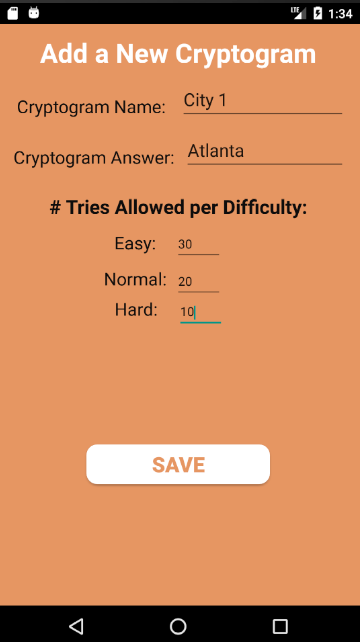 LTE 1:34
Add a New Cryptogram
Cryptogram Name: City 1
Cryptogram Answer: Atlanta
# Tries Allowed per Difficulty:
Easy: 30
Normal: 20
Hard: 10
SAVE